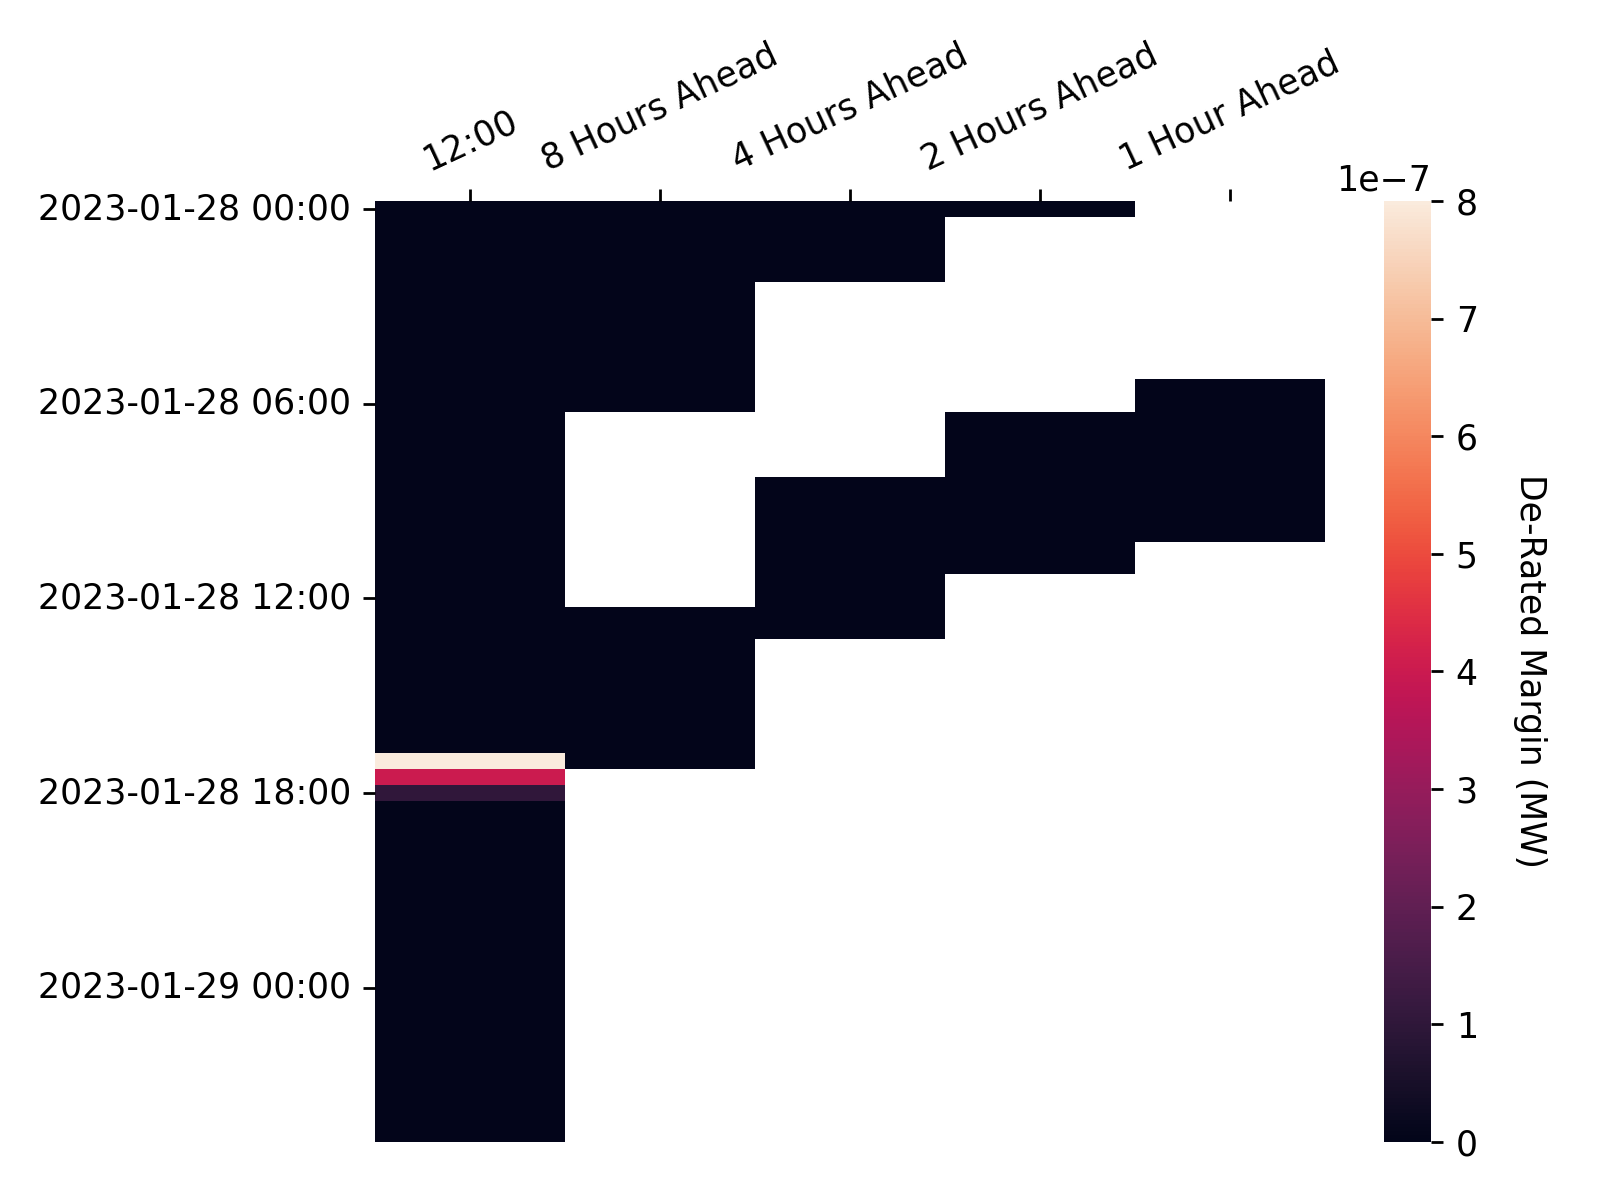 12:00
8 Hours Ahead
4 Hours Ahead
2 Hours Ahead
1 Hour Ahead
2023-01-28 00:00
2023-01-28 06:00
2023-01-28 12:00
2023-01-28 18:00
2023-01-29 00:00
1e−7
8
7
6
5
4
3
2
1
0
De-Rated Margin (MW)